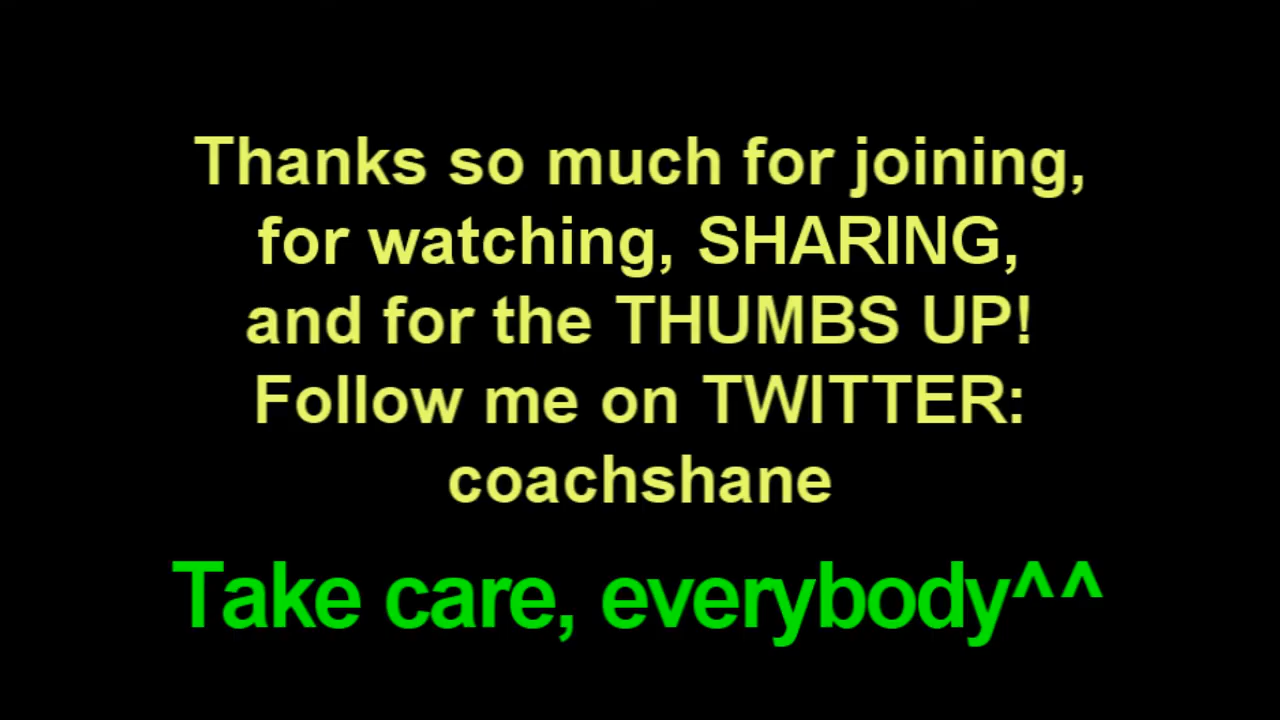 Thanks so much for joining,
for watching, SHARING,
and for the THUMBS UP!
Follow me on TWITTER:
coachshane
Take care, everybody^^